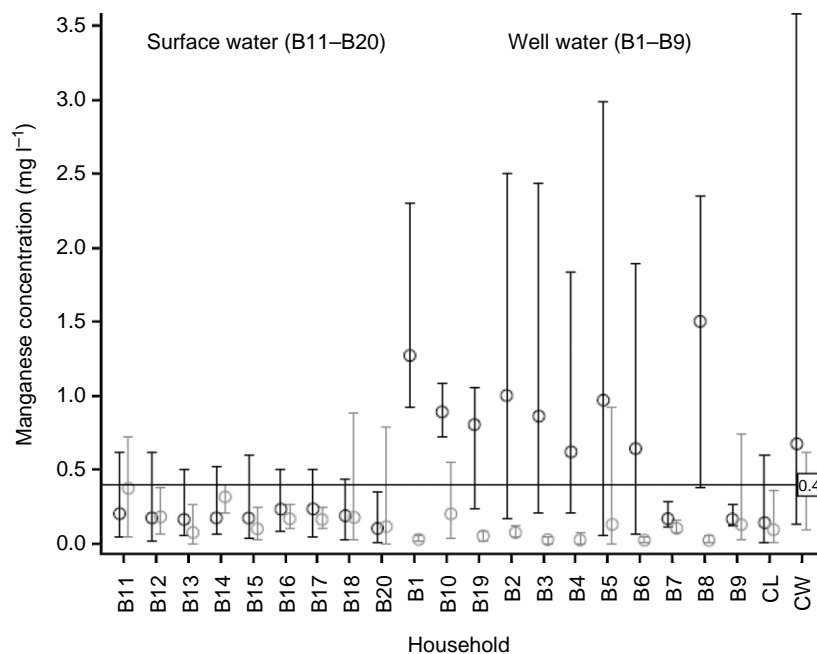 Surface water (B11–B20) Well water (B1–B9)
Manganese concentration (mg l⁻¹)
3.5
3.0
2.5
2.0
1.5
1.0
0.5
0.0
0.4
B11 B12 B13 B14 B15 B16 B17 B18 B20 B1 B10 B19 B2 B3 B4 B5 B6 B7 B8 B9 CL CW
Household